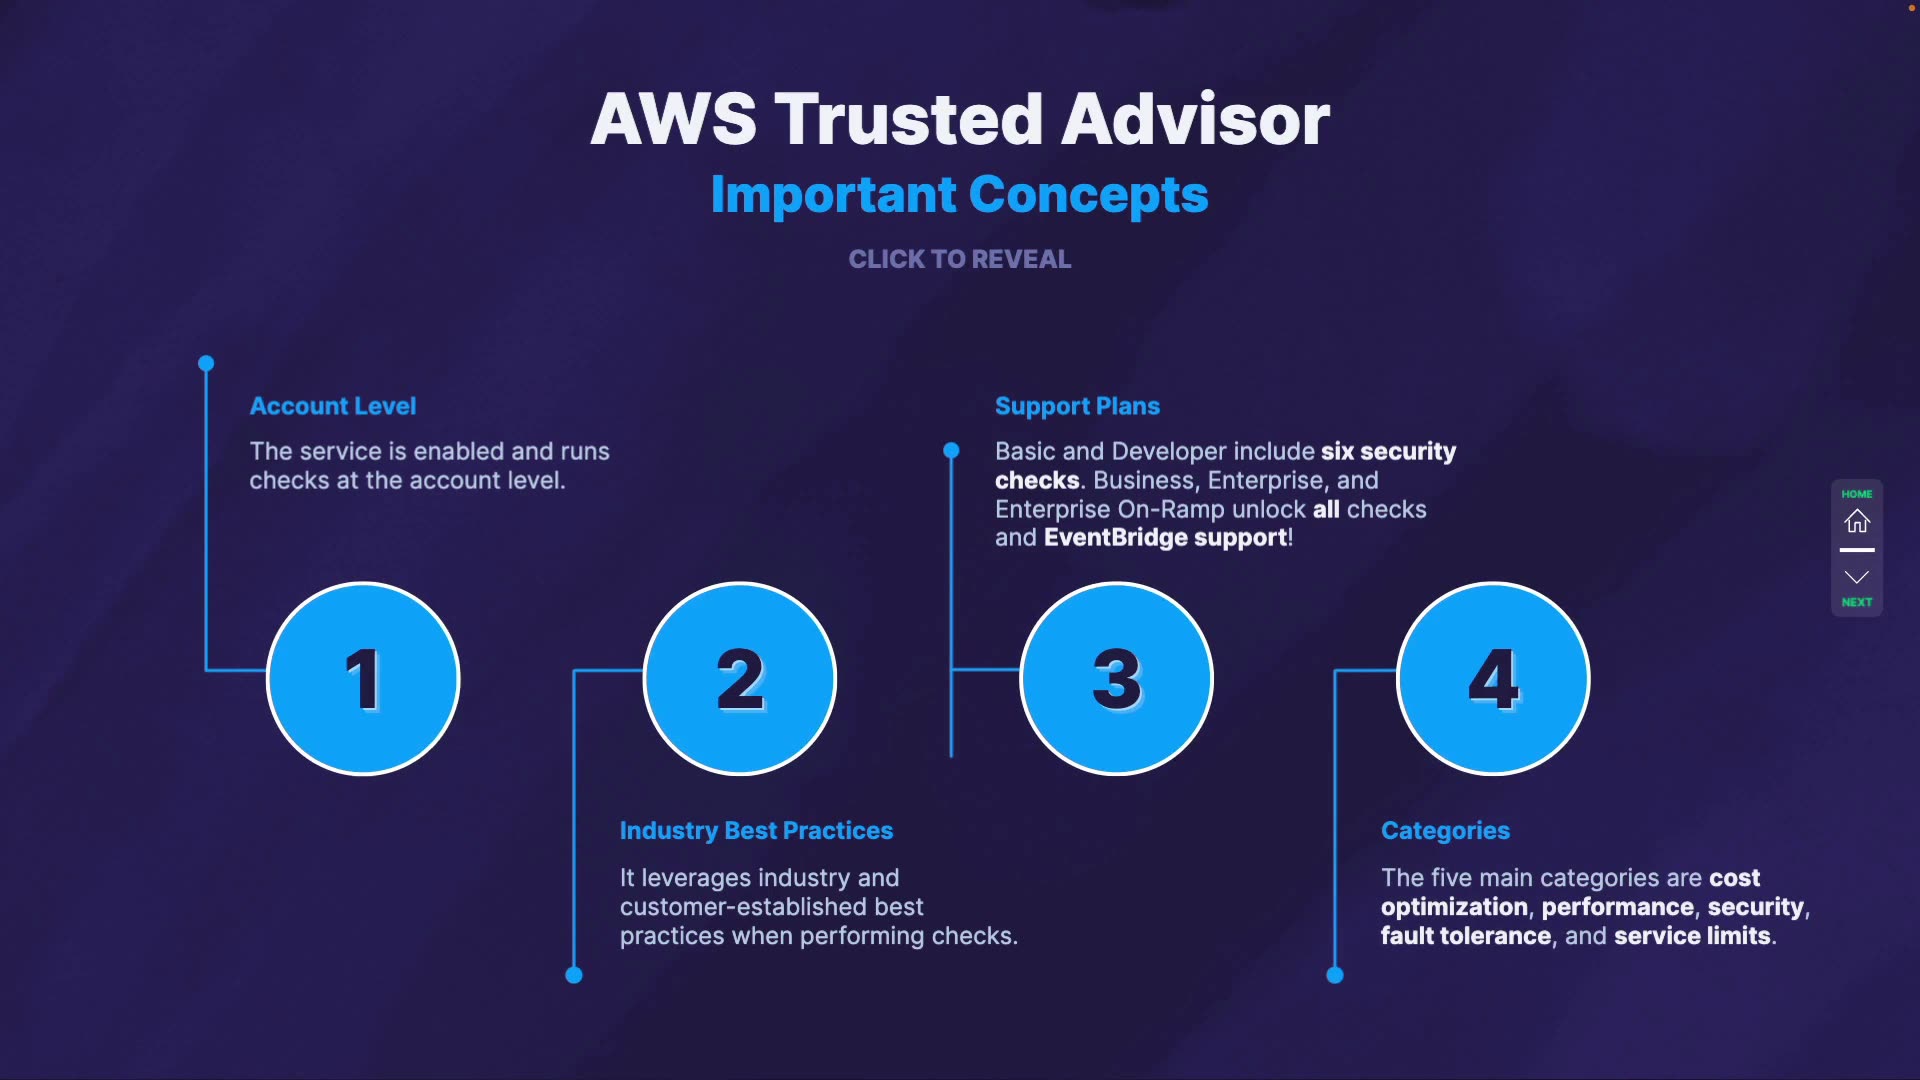 AWS Trusted Advisor
Important Concepts
CLICK TO REVEAL
Account Level
The service is enabled and runs
checks at the account level.
1
2
Industry Best Practices
It leverages industry and
customer-established best
practices when performing checks.
Support Plans
Basic and Developer include six security
checks. Business, Enterprise, and
Enterprise On-Ramp unlock all checks
and EventBridge support!
3
4
Categories
The five main categories are cost
optimization, performance, security,
fault tolerance, and service limits.
HOME
NEXT